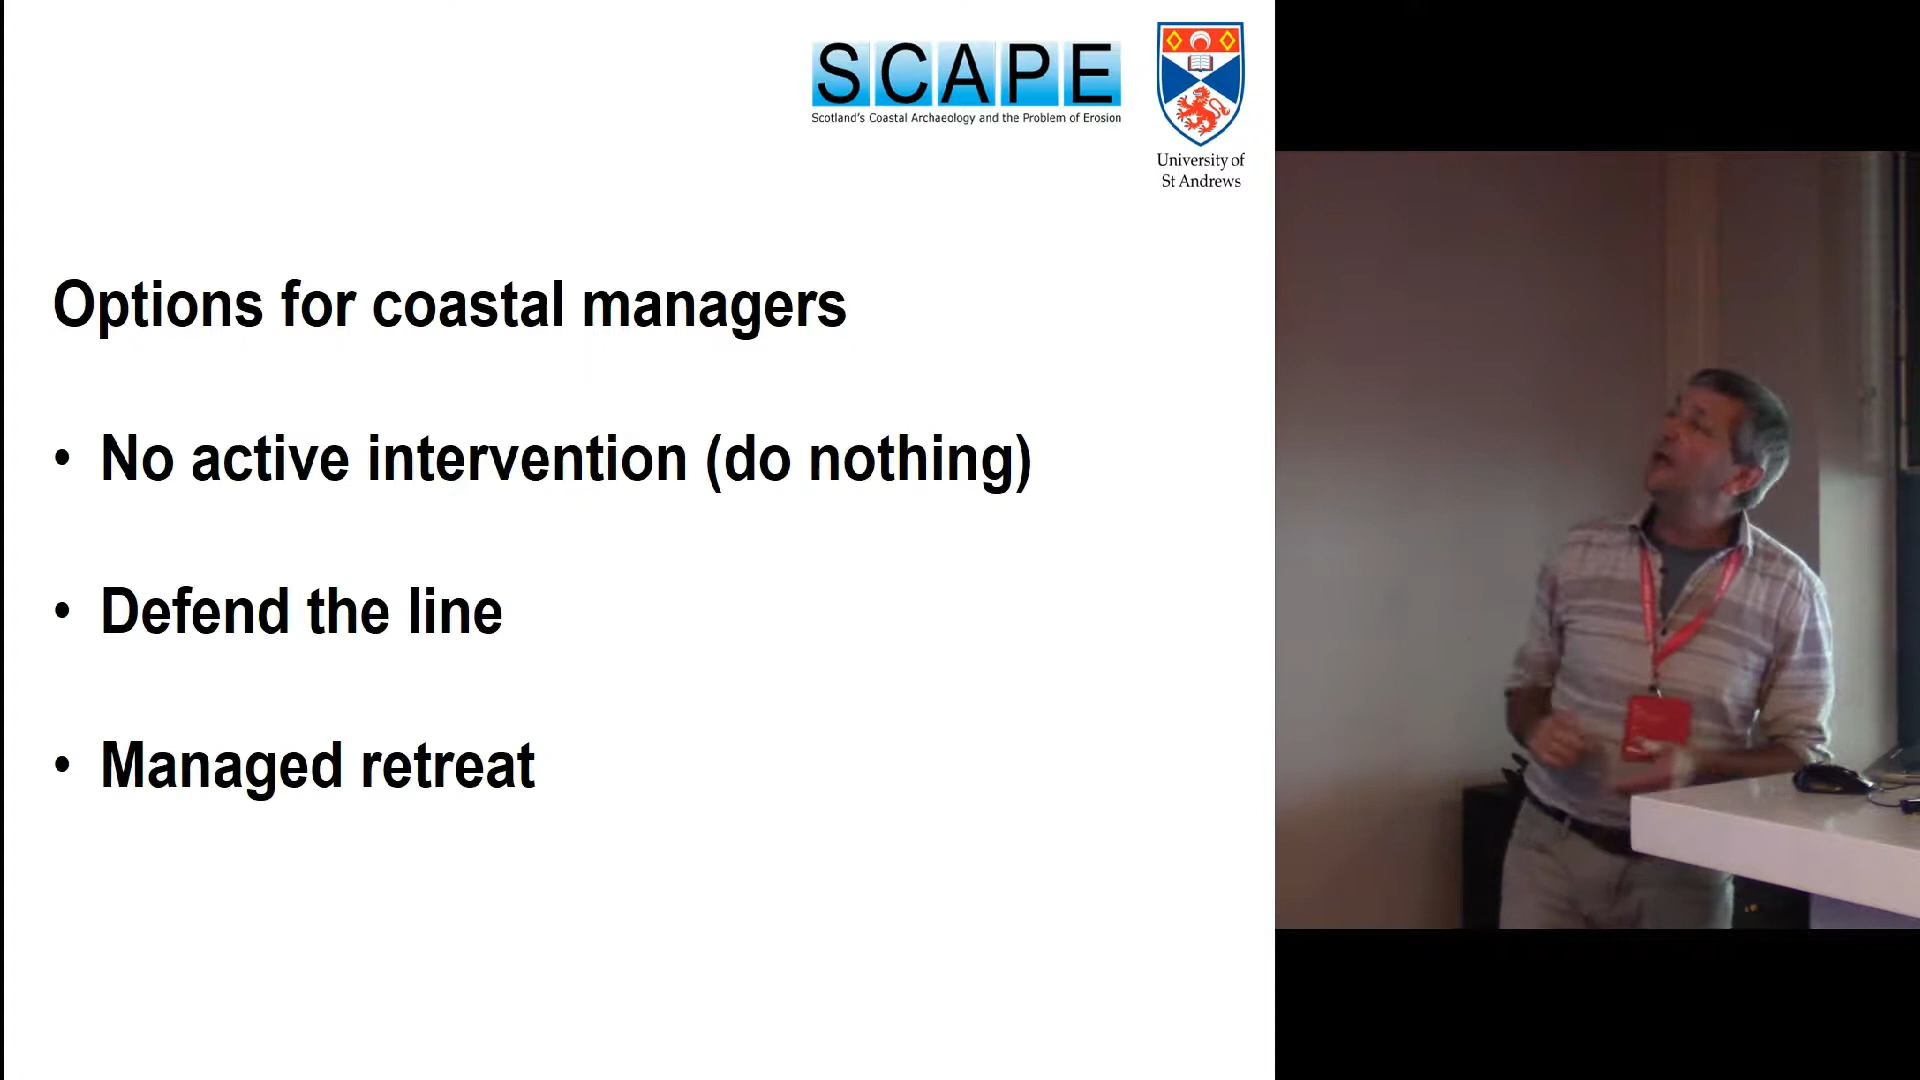 SCAPE
Scotland's Coastal Archaeology and the Problem of Erosion
University of
St Andrews
Options for coastal managers
• No active intervention (do nothing)
• Defend the line
• Managed retreat